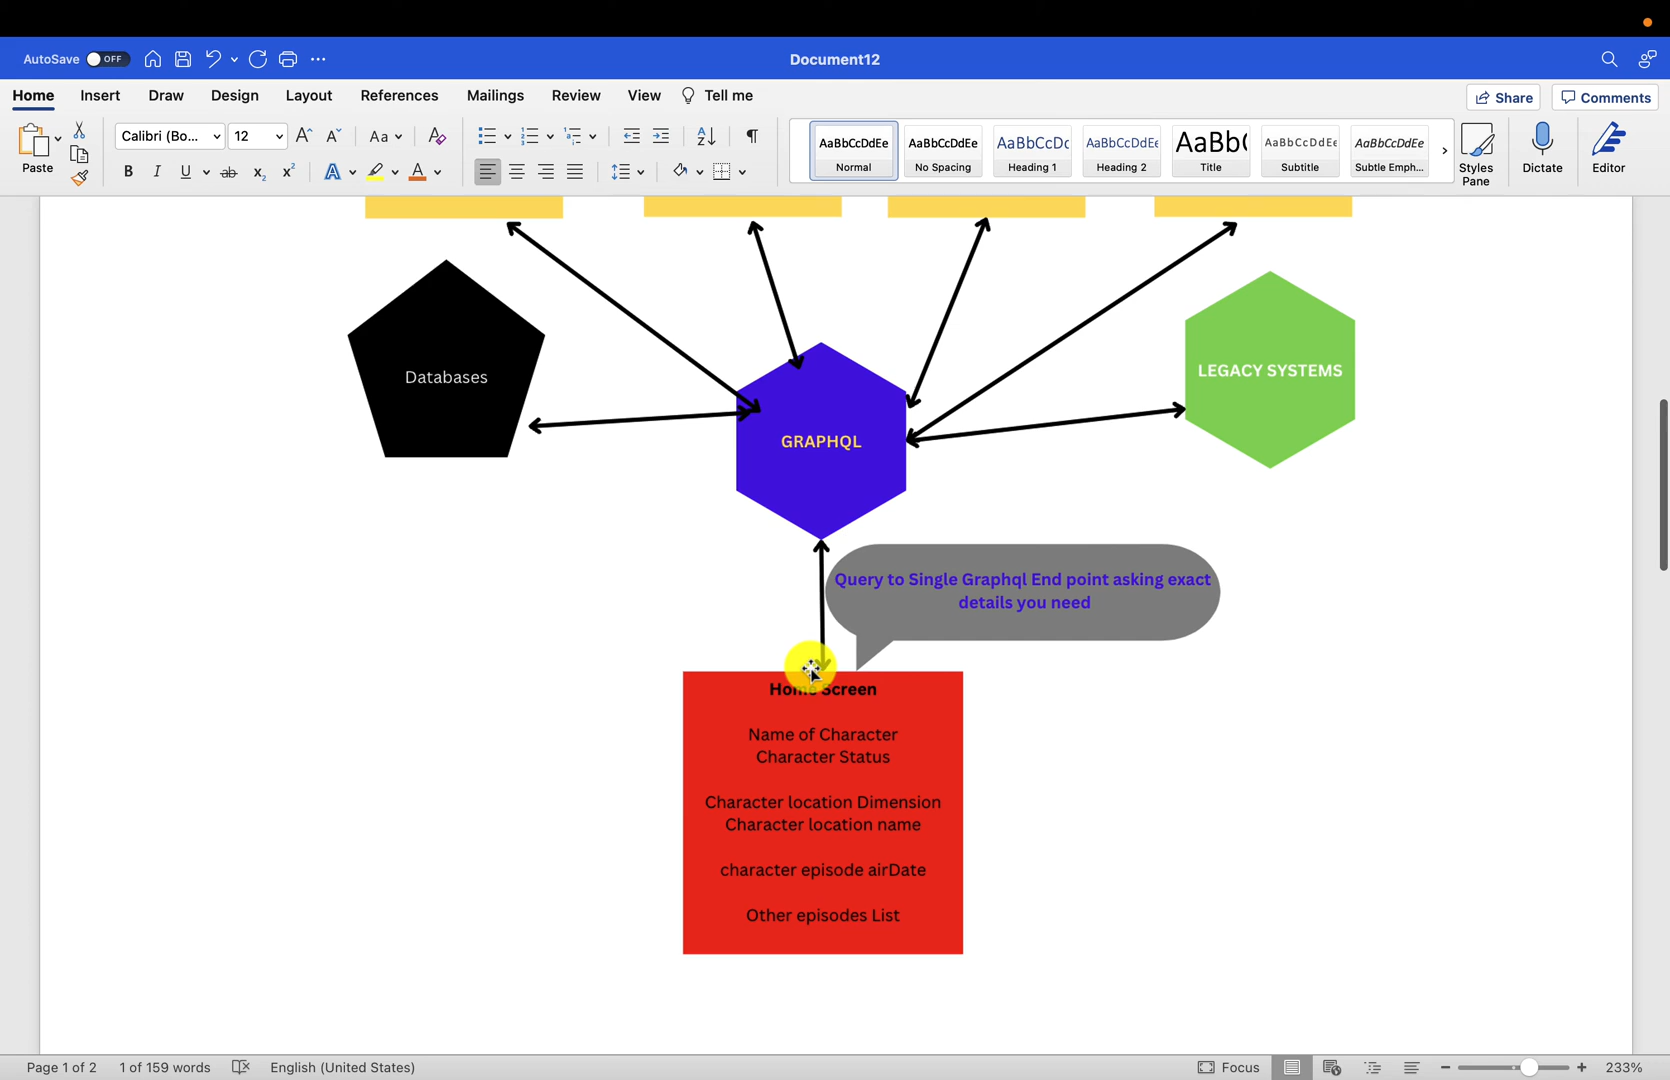 AutoSave OFF
Document12
Home Insert Draw Design Layout References Mailings Review View Tell me
Share Comments
Paste
Calibri (Bo... 12
AaBbCcDdEe Normal
AaBbCcDdEe No Spacing
AaBbCcDc Heading 1
AaBbCcDdEe Heading 2
AaBb( Title
AaBbCcDdEe Subtitle
AaBbCcDdEe Subtle Emph...
Styles
Pane
Dictate
Editor
Databases
LEGACY SYSTEMS
GRAPHQL
Query to Single Graphql End point asking exact
details you need
Home Screen
Name of Character
Character Status
Character location Dimension
Character location name
character episode airDate
Other episodes List
Page 1 of 2 1 of 159 words English (United States) Focus 233%